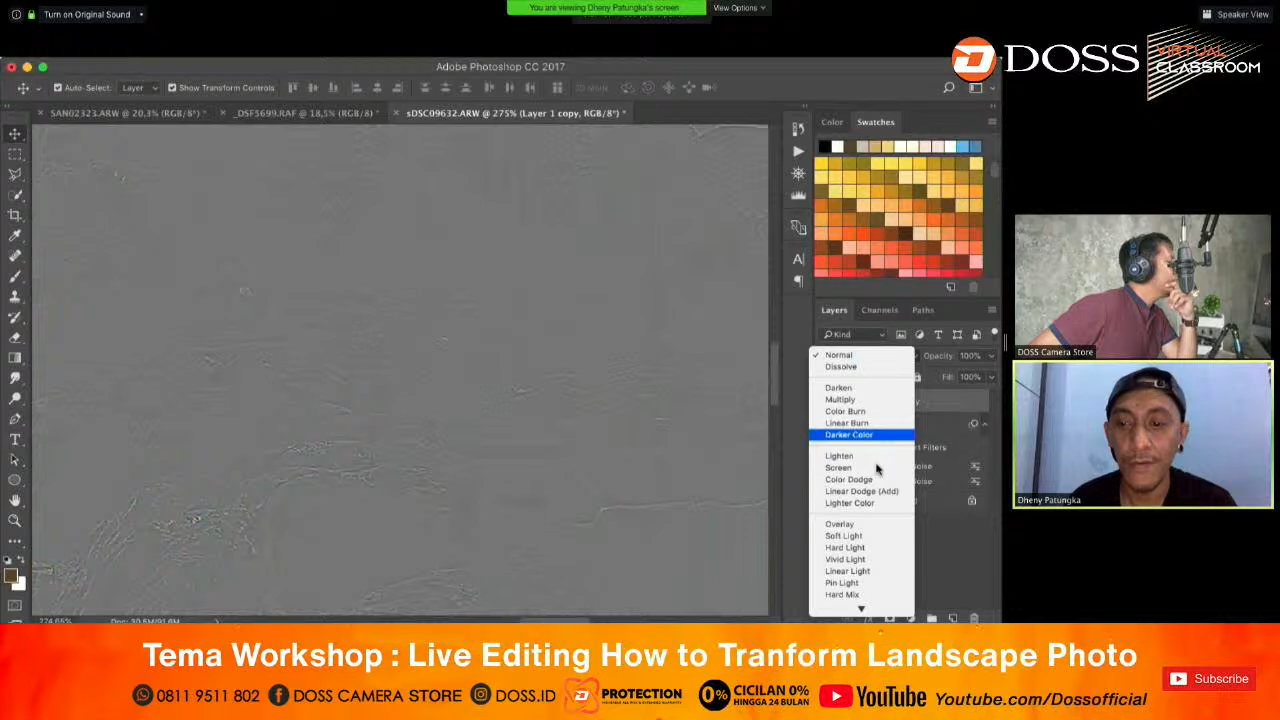 Turn on Original Sound
You are viewing Dheny Patungka's screen
View Options
Speaker View
DOSS
VIRTUAL
CLASSROOM
Adobe Photoshop CC 2017
Auto-Select: Layer
Show Transform Controls
SAN02323.ARW @ 20,3% (RGB/8*) *
_DSF5699.RAF @ 18,5% (RGB/8) *
sDSC09632.ARW @ 275% (Layer 1 copy, RGB/8*) *
Color
Swatches
Layers
Channels
Paths
Kind
Normal
Opacity: 100%
Dissolve
Fill: 100%
Darken
Multiply
Color Burn
Linear Burn
Darker Color
Filters
Lighten
Screen
Color Dodge
Linear Dodge (Add)
Lighter Color
Overlay
Soft Light
Hard Light
Vivid Light
Linear Light
Pin Light
Hard Mix
DOSS Camera Store
Dheny Patungka
Tema Workshop : Live Editing How to Tranform Landscape Photo
0811 9511 802
DOSS CAMERA STORE
DOSS.ID
PROTECTION
0%
CICILAN 0%
HINGGA 24 BULAN
YouTube
Youtube.com/Dossofficial
Subscribe